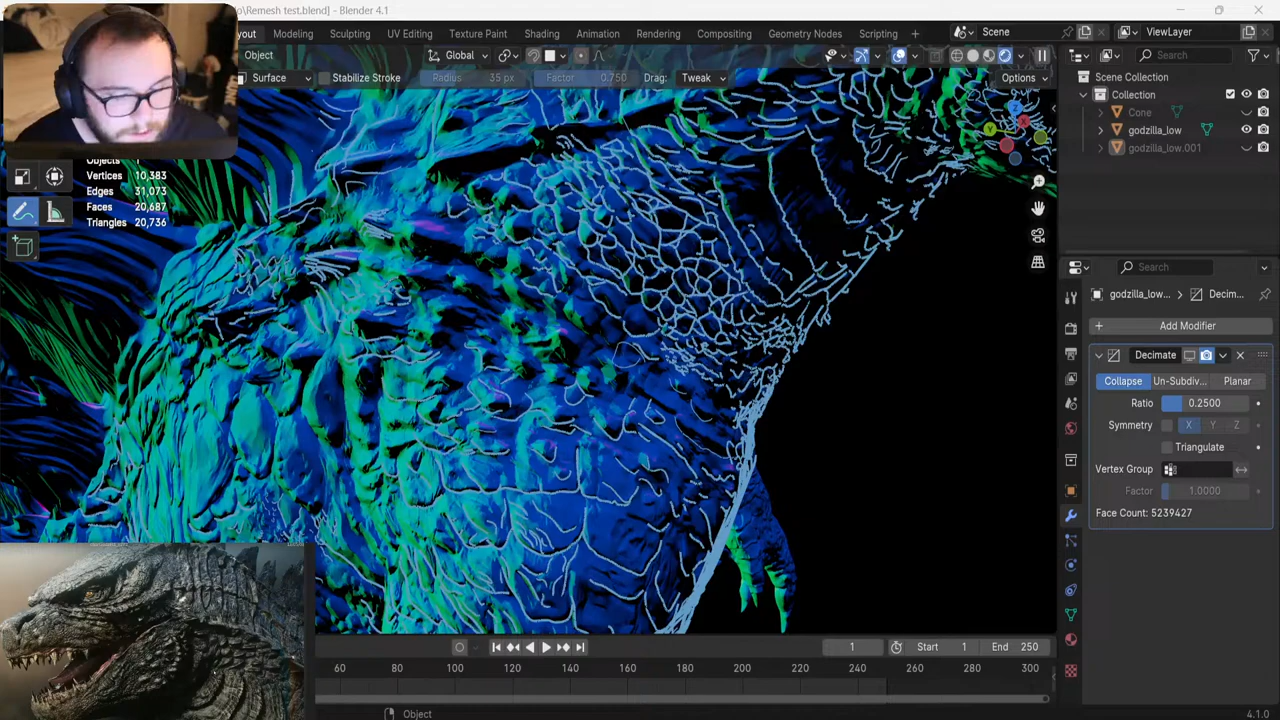 Remesh test.blend] - Blender 4.1
Modeling Sculpting UV Editing Texture Paint Shading Animation Rendering Compositing Geometry Nodes Scripting
Scene ViewLayer
Object Global
Search
Surface Stabilize Stroke Radius 35 px Factor 0.750 Drag: Tweak Options
Scene Collection
Collection
Cone
godzilla_low
godzilla_low.001
Objects 1
Vertices 10,383
Edges 31,073
Faces 20,687
Triangles 20,736
Search
godzilla_low... > Decim...
Add Modifier
Decimate
Collapse Un-Subdiv... Planar
Ratio 0.2500
Symmetry X Y Z
Triangulate
Vertex Group
Factor 1.0000
Face Count: 5239427
1 Start 1 End 250
60 80 100 120 140 160 180 200 220 240 260 280 300
Object
4.1.0